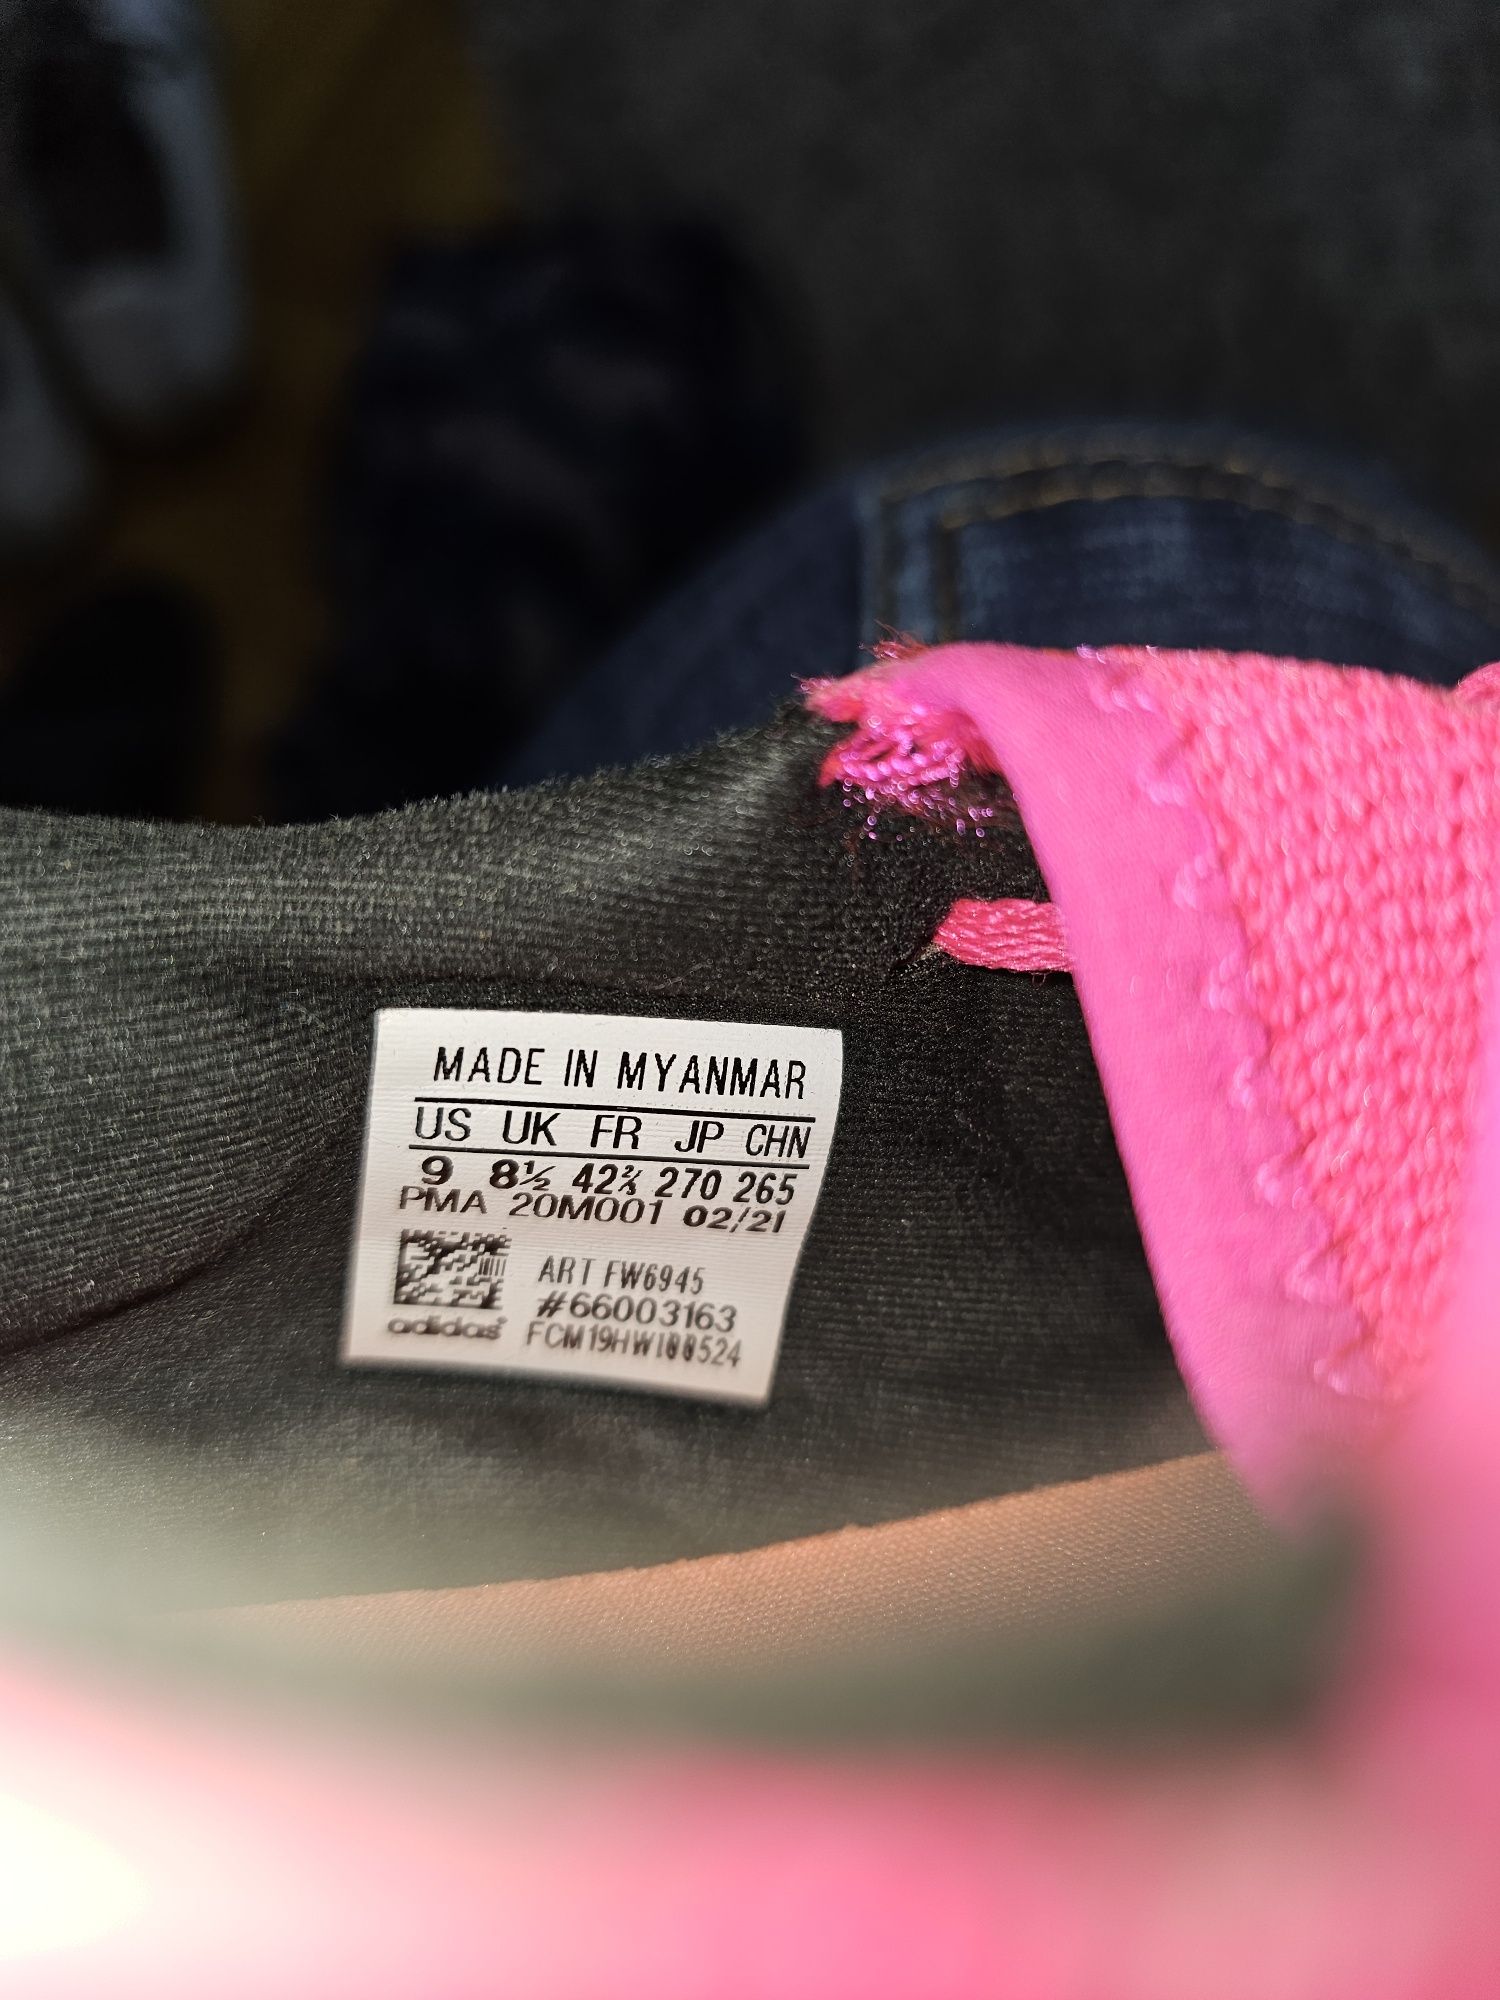 MADE IN MYANMAR
US UK FR JP CHN
9 8½ 42⅔ 270 265
PMA 20M001 02/21
ART FW6945
#66003163
adidas
FCM19HWI00524